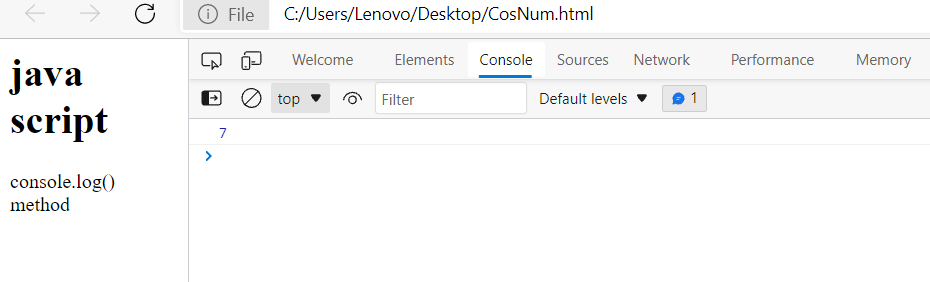 File C:/Users/Lenovo/Desktop/CosNum.html
java
script
console.log()
method
Welcome Elements Console Sources Network Performance Memory
top Filter Default levels 1
7